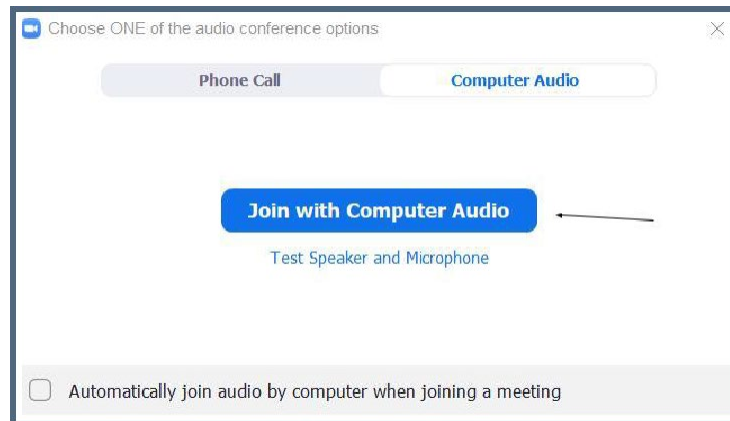 Choose ONE of the audio conference options
Phone Call
Computer Audio
Join with Computer Audio
Test Speaker and Microphone
Automatically join audio by computer when joining a meeting